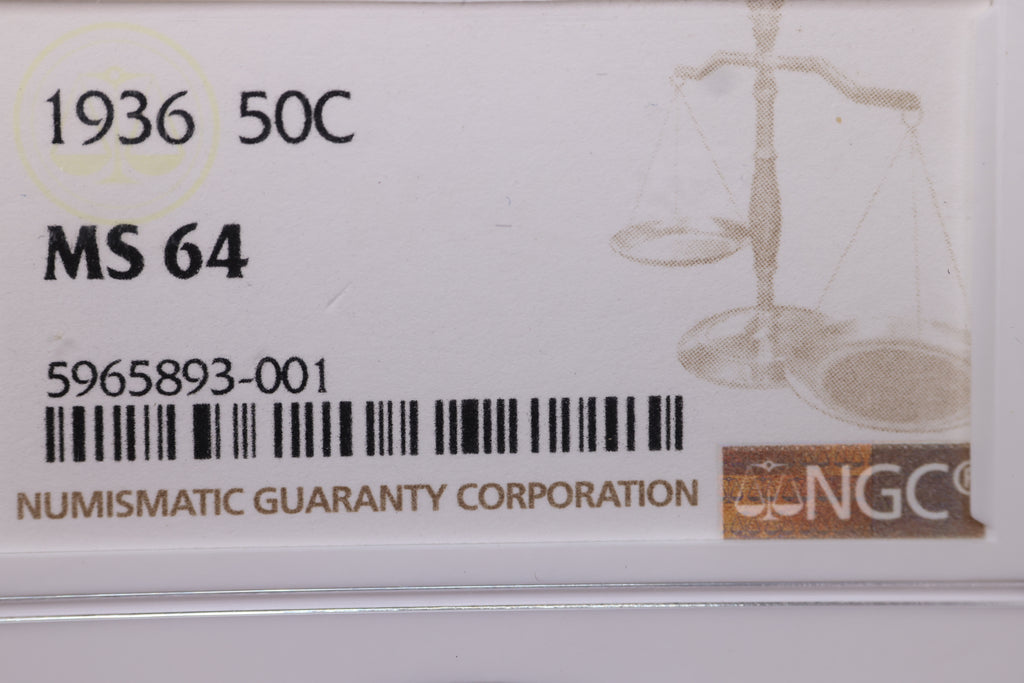 1936 50C
MS 64
5965893-001
NUMISMATIC GUARANTY CORPORATION
NGC®